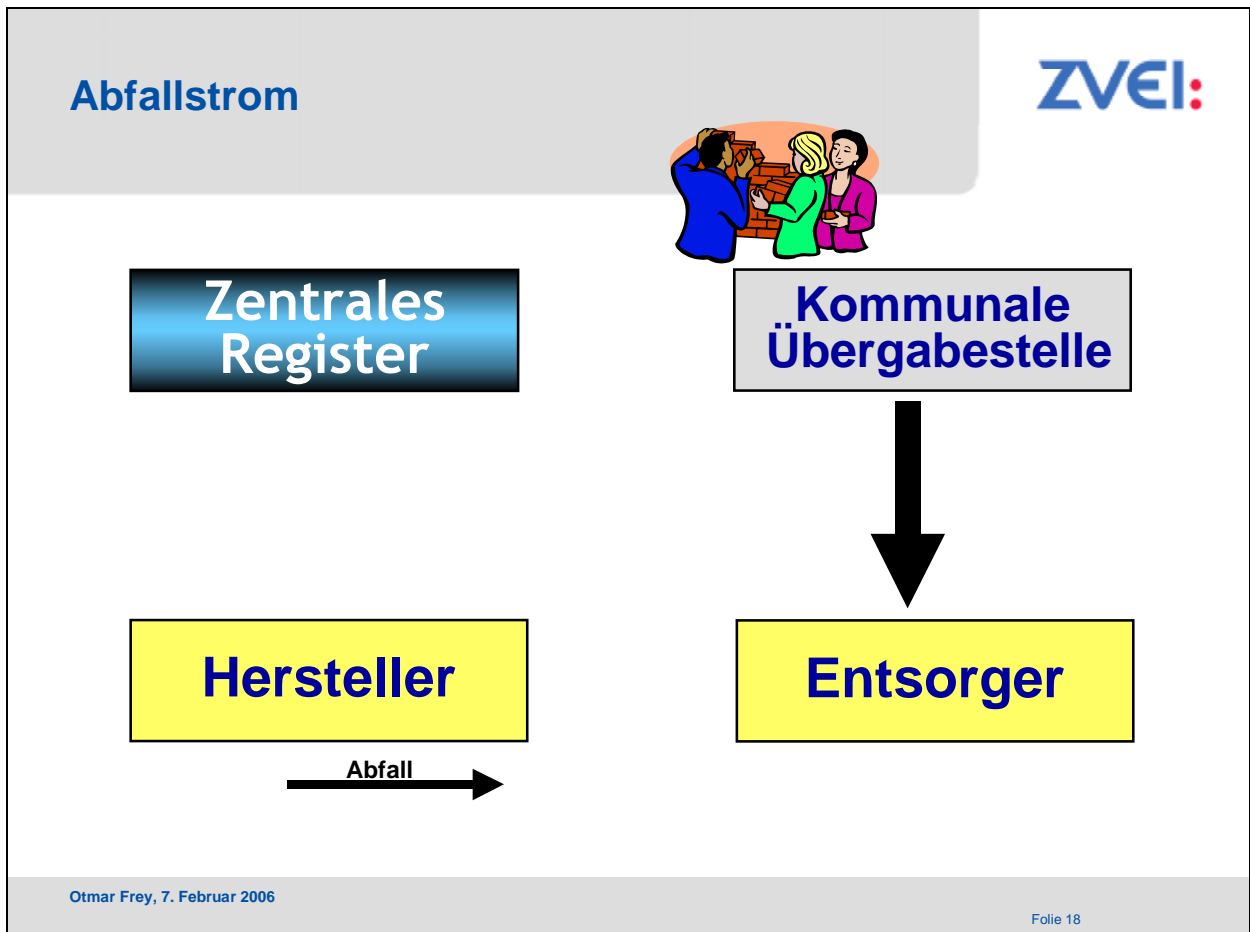 Abfallstrom
ZVEI:
Zentrales
Register
Kommunale
Übergabestelle
Hersteller
Entsorger
Abfall
Otmar Frey, 7. Februar 2006
Folie 18